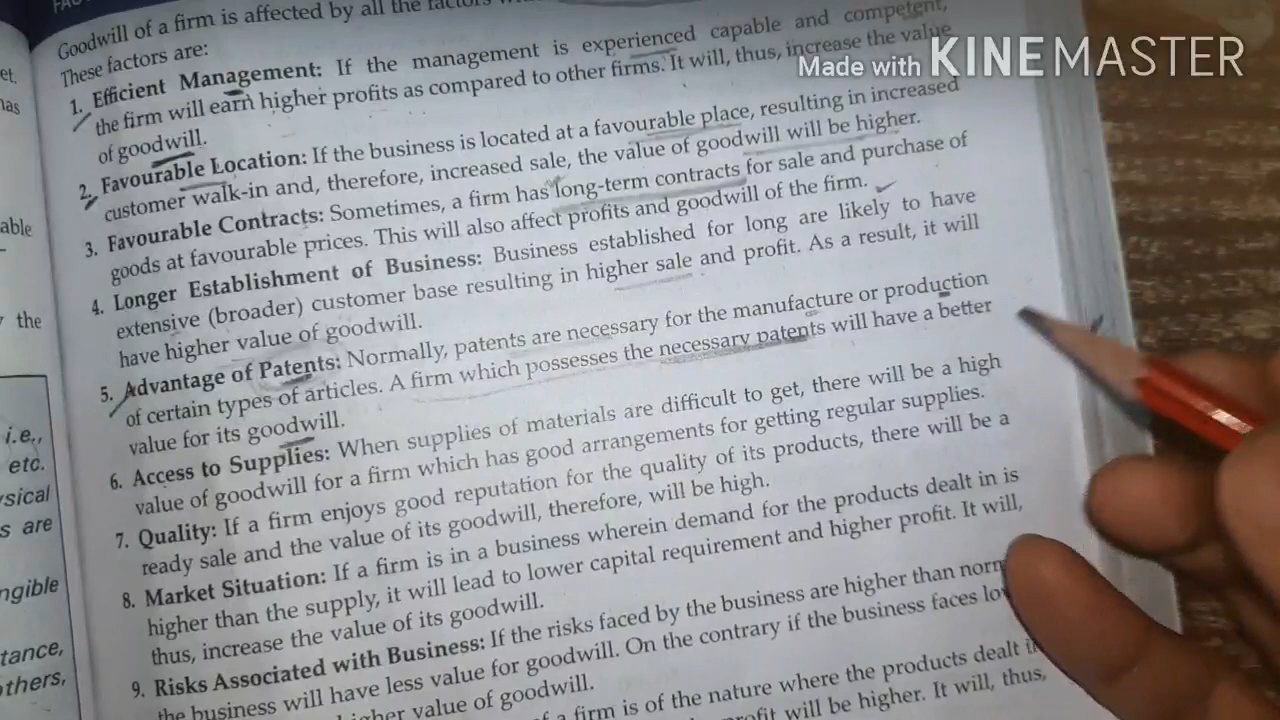 Goodwill of a firm is affected by all the factors
These factors are:
1. Efficient Management: If the management is experienced capable and competent,
the firm will earn higher profits as compared to other firms. It will, thus, increase the value
of goodwill.
2. Favourable Location: If the business is located at a favourable place, resulting in increased
customer walk-in and, therefore, increased sale, the value of goodwill will be higher.
3. Favourable Contracts: Sometimes, a firm has long-term contracts for sale and purchase of
goods at favourable prices. This will also affect profits and goodwill of the firm.
4. Longer Establishment of Business: Business established for long are likely to have
extensive (broader) customer base resulting in higher sale and profit. As a result, it will
have higher value of goodwill.
5. Advantage of Patents: Normally, patents are necessary for the manufacture or production
of certain types of articles. A firm which possesses the necessary patents will have a better
value for its goodwill.
6. Access to Supplies: When supplies of materials are difficult to get, there will be a high
value of goodwill for a firm which has good arrangements for getting regular supplies.
7. Quality: If a firm enjoys good reputation for the quality of its products, there will be a
ready sale and the value of its goodwill, therefore, will be high.
8. Market Situation: If a firm is in a business wherein demand for the products dealt in is
higher than the supply, it will lead to lower capital requirement and higher profit. It will,
thus, increase the value of its goodwill.
9. Risks Associated with Business: If the risks faced by the business are higher than
the business will have less value for goodwill. On the contrary if the business faces
value of goodwill.
a firm is of the nature where the products dealt
profit will be higher. It will, thus,
et.
able
the
i.e.,
etc.
s are
Made with KINEMASTER